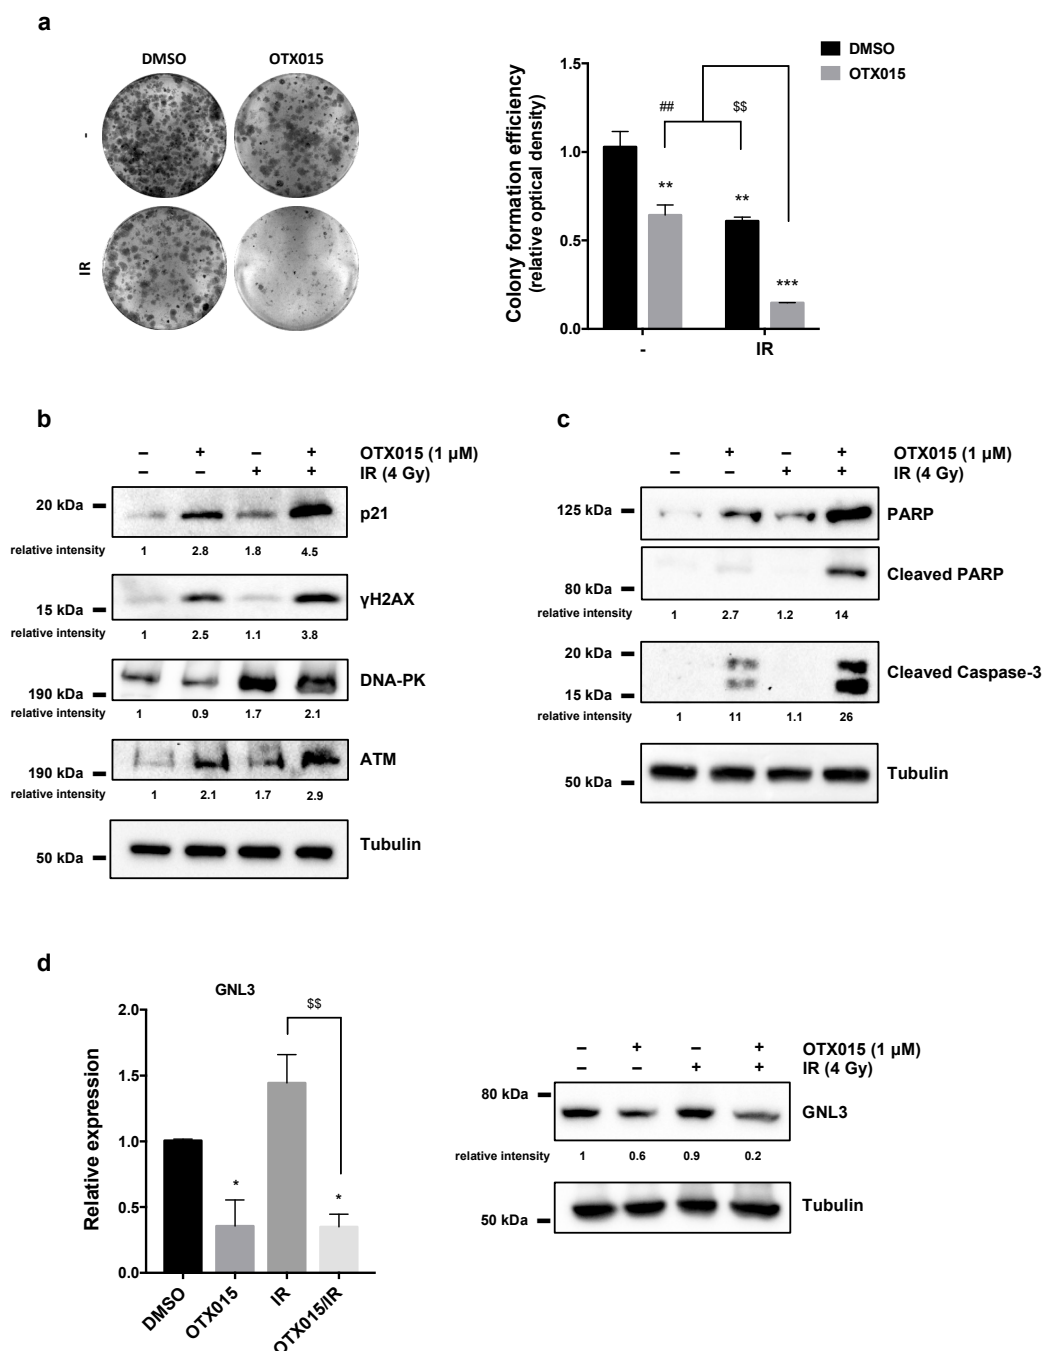 a
DMSO OTX015
-
IR
DMSO
OTX015
Colony formation efficiency
(relative optical density)
1.5
1.0
0.5
0.0
## $$
** **
***
- IR
b
– + – + OTX015 (1 µM)
– – + + IR (4 Gy)
20 kDa p21
relative intensity 1 2.8 1.8 4.5
15 kDa γH2AX
relative intensity 1 2.5 1.1 3.8
190 kDa DNA-PK
relative intensity 1 0.9 1.7 2.1
190 kDa ATM
relative intensity 1 2.1 1.7 2.9
50 kDa Tubulin
c
– + – + OTX015 (1 µM)
– – + + IR (4 Gy)
125 kDa PARP
80 kDa Cleaved PARP
relative intensity 1 2.7 1.2 14
20 kDa
15 kDa Cleaved Caspase-3
relative intensity 1 11 1.1 26
50 kDa Tubulin
d
GNL3
Relative expression
2.0
1.5
1.0
0.5
0.0
$$
* *
DMSO OTX015 IR OTX015/IR
– + – + OTX015 (1 µM)
– – + + IR (4 Gy)
80 kDa GNL3
relative intensity 1 0.6 0.9 0.2
50 kDa Tubulin